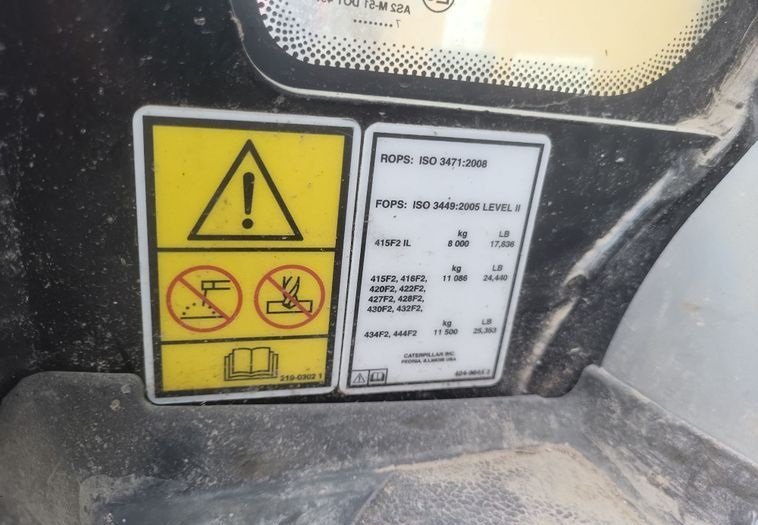 AS2 M-51 DOT
7
219-0302 1
ROPS: ISO 3471:2008
FOPS: ISO 3449:2005 LEVEL II
kg LB
415F2 IL 8 000 17,636
kg LB
415F2, 416F2, 11 086 24,440
420F2, 422F2,
427F2, 428F2,
430F2, 432F2,
kg LB
434F2, 444F2 11 500 25,353
CATERPILLAR INC.
PEORIA, ILLINOIS USA